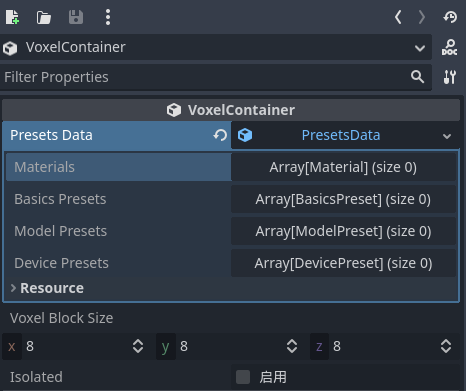 VoxelContainer
DOC
Filter Properties
VoxelContainer
Presets Data PresetsData
Materials Array[Material] (size 0)
Basics Presets Array[BasicsPreset] (size 0)
Model Presets Array[ModelPreset] (size 0)
Device Presets Array[DevicePreset] (size 0)
Resource
Voxel Block Size
x 8 y 8 z 8
Isolated 启用